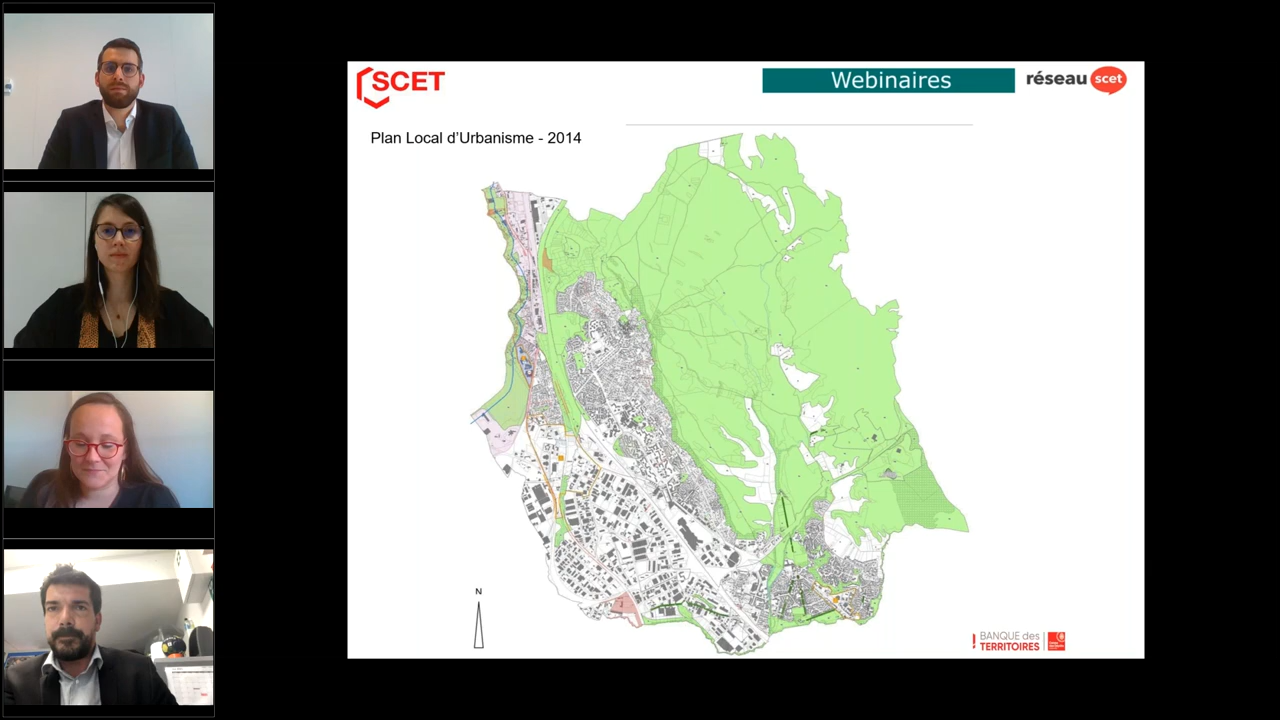 SCET
Webinaires
réseau scet
Plan Local d'Urbanisme - 2014
N
BANQUE des
TERRITOIRES